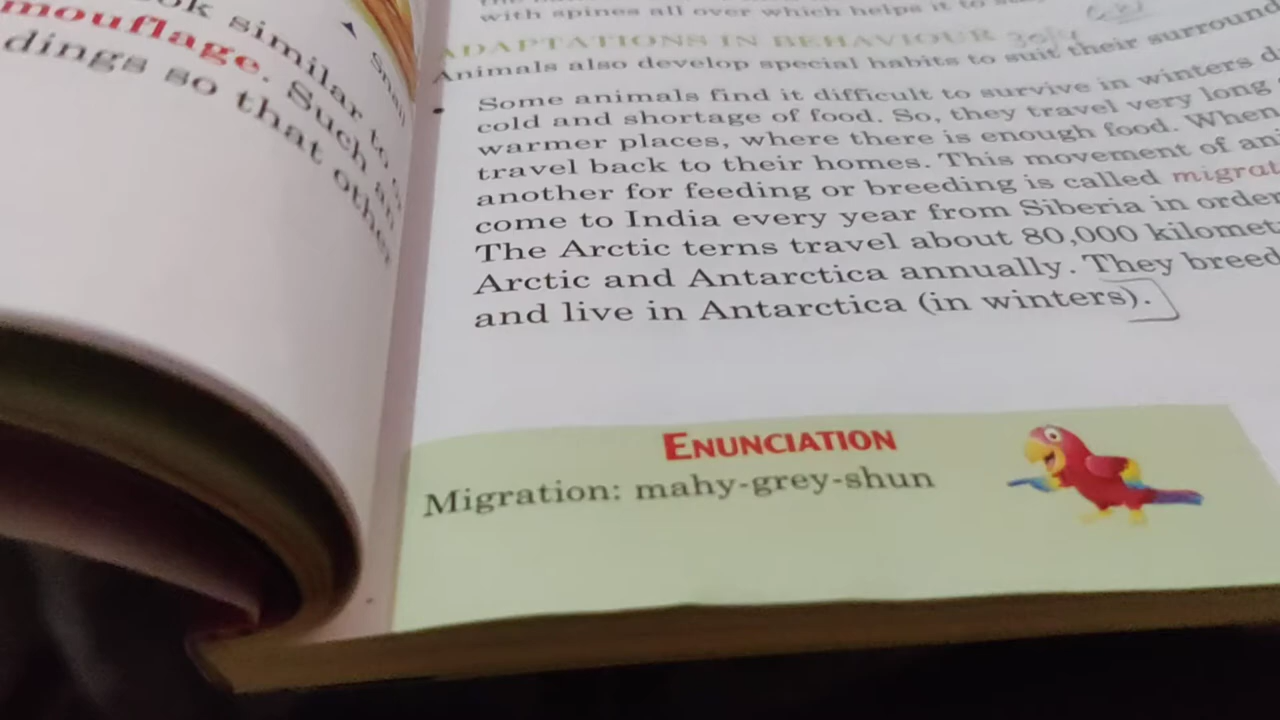 ok similar to
mouflage. Such an
dings so that other
with spines all over which helps it to
ADAPTATIONS IN BEHAVIOUR
Animals also develop special habits to suit their surround
• Some animals find it difficult to survive in winters d
cold and shortage of food. So, they travel very long
warmer places, where there is enough food. When
travel back to their homes. This movement of an
another for feeding or breeding is called migrat
come to India every year from Siberia in order
The Arctic terns travel about 80,000 kilomet
Arctic and Antarctica annually. They breed
and live in Antarctica (in winters).
ENUNCIATION
Migration: mahy-grey-shun